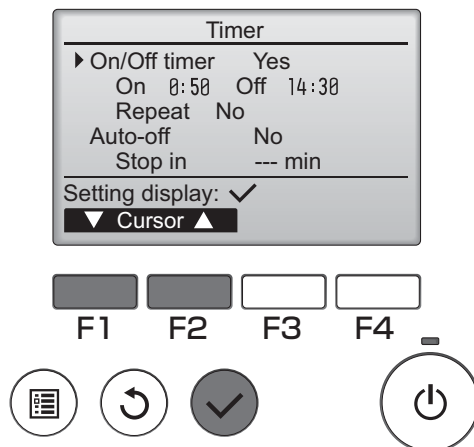 Timer
On/Off timer Yes
On 0:50 Off 14:30
Repeat No
Auto-off No
Stop in --- min
Setting display:
Cursor
F1 F2 F3 F4